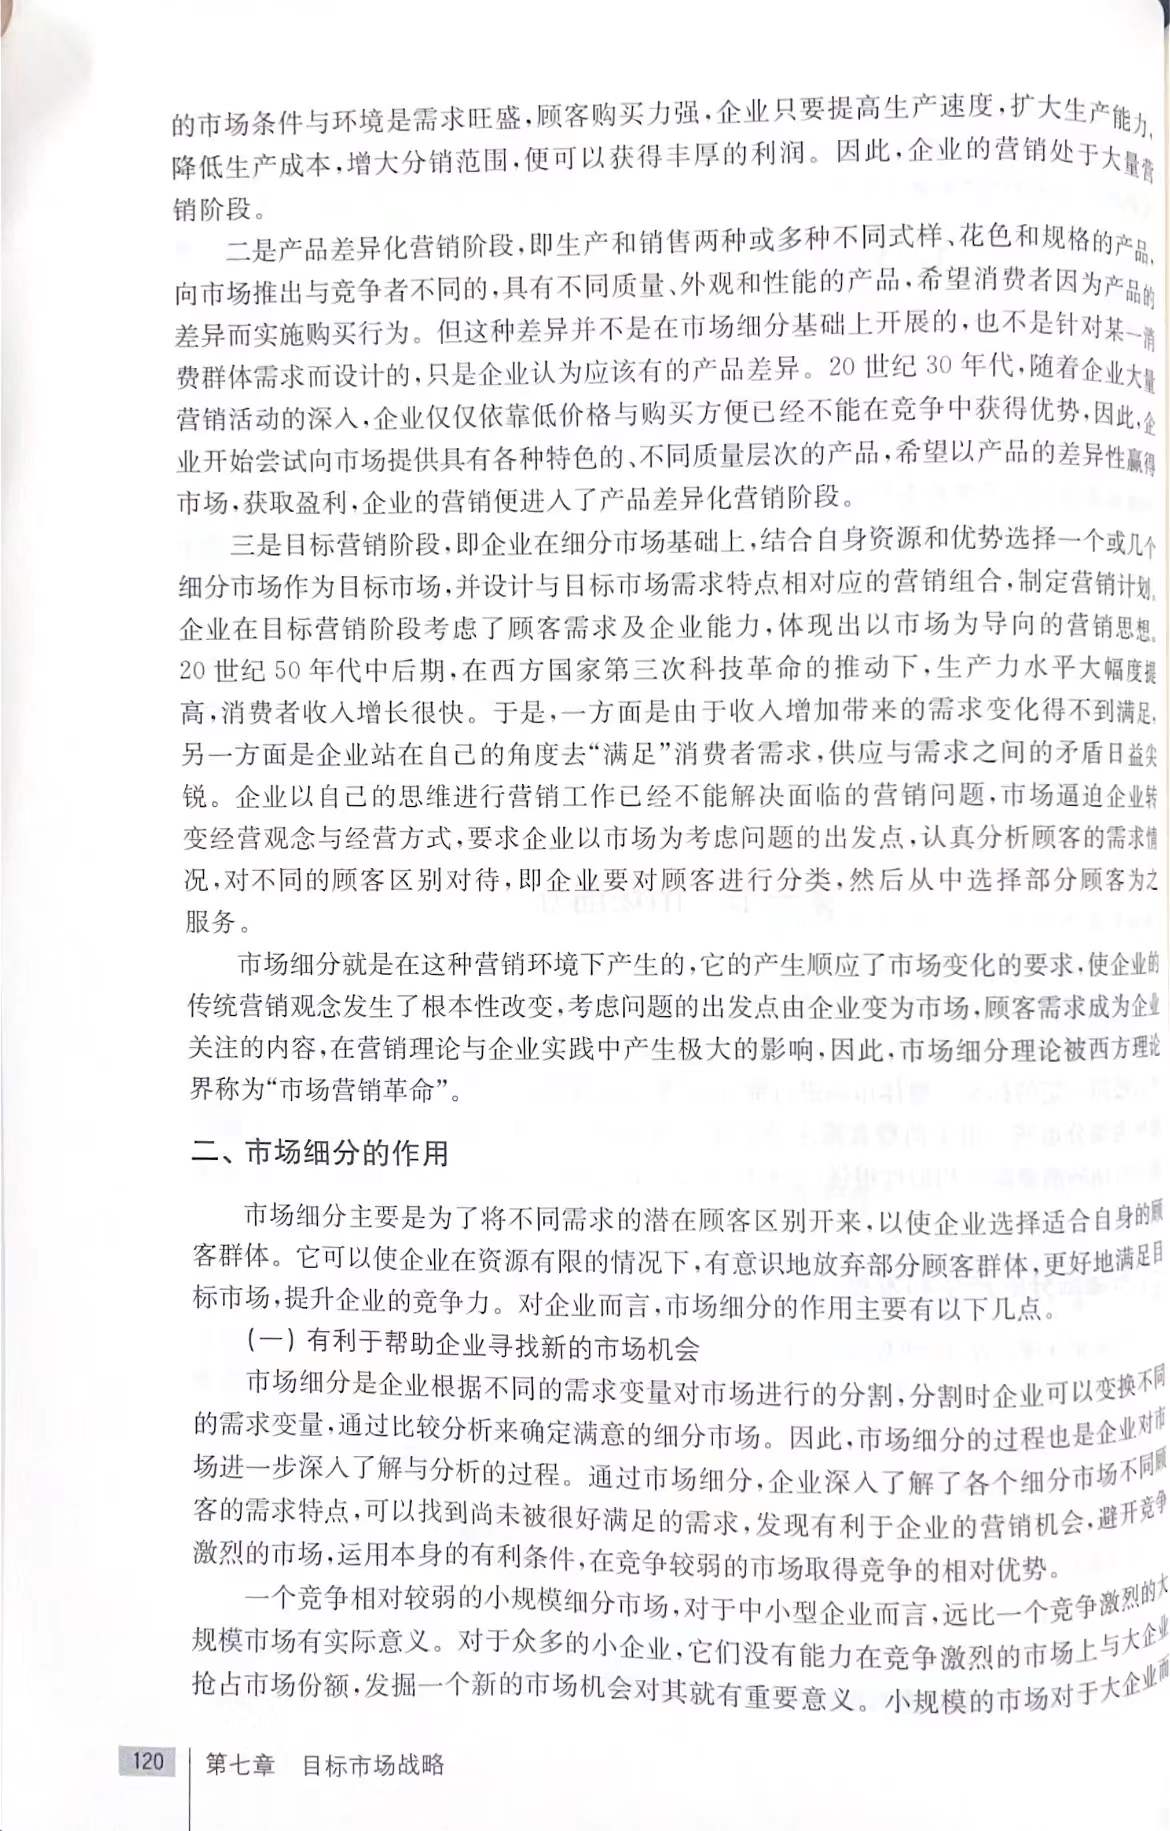 的市场条件与环境是需求旺盛，顾客购买力强，企业只要提高生产速度，扩大生产能力，
降低生产成本，增大分销范围，便可以获得丰厚的利润。因此，企业的营销处于大量营
销阶段。
二是产品差异化营销阶段，即生产和销售两种或多种不同式样、花色和规格的产品，
向市场推出与竞争者不同的，具有不同质量、外观和性能的产品，希望消费者因为产品的
差异而实施购买行为。但这种差异并不是在市场细分基础上开展的，也不是针对某一消
费群体需求而设计的，只是企业认为应该有的产品差异。20 世纪 30 年代，随着企业大量
营销活动的深入，企业仅仅依靠低价格与购买方便已经不能在竞争中获得优势，因此，企
业开始尝试向市场提供具有各种特色的、不同质量层次的产品，希望以产品的差异性赢得
市场，获取盈利，企业的营销便进入了产品差异化营销阶段。
三是目标营销阶段，即企业在细分市场基础上，结合自身资源和优势选择一个或几个
细分市场作为目标市场，并设计与目标市场需求特点相对应的营销组合，制定营销计划。
企业在目标营销阶段考虑了顾客需求及企业能力，体现出以市场为导向的营销思想。
20 世纪 50 年代中后期，在西方国家第三次科技革命的推动下，生产力水平大幅度提
高，消费者收入增长很快。于是，一方面是由于收入增加带来的需求变化得不到满足，
另一方面是企业站在自己的角度去“满足”消费者需求，供应与需求之间的矛盾日益尖
锐。企业以自己的思维进行营销工作已经不能解决面临的营销问题，市场逼迫企业转
变经营观念与经营方式，要求企业以市场为考虑问题的出发点，认真分析顾客的需求情
况，对不同的顾客区别对待，即企业要对顾客进行分类，然后从中选择部分顾客为之
服务。
市场细分就是在这种营销环境下产生的，它的产生顺应了市场变化的要求，使企业的
传统营销观念发生了根本性改变，考虑问题的出发点由企业变为市场，顾客需求成为企业
关注的内容，在营销理论与企业实践中产生极大的影响，因此，市场细分理论被西方理论
界称为“市场营销革命”。
二、市场细分的作用
市场细分主要是为了将不同需求的潜在顾客区别开来，以使企业选择适合自身的顾
客群体。它可以使企业在资源有限的情况下，有意识地放弃部分顾客群体，更好地满足目
标市场，提升企业的竞争力。对企业而言，市场细分的作用主要有以下几点。
（一）有利于帮助企业寻找新的市场机会
市场细分是企业根据不同的需求变量对市场进行的分割，分割时企业可以变换不同
的需求变量，通过比较分析来确定满意的细分市场。因此，市场细分的过程也是企业对市
场进一步深入了解与分析的过程。通过市场细分，企业深入了解了各个细分市场不同顾
客的需求特点，可以找到尚未被很好满足的需求，发现有利于企业的营销机会，避开竞争
激烈的市场，运用本身的有利条件，在竞争较弱的市场取得竞争的相对优势。
一个竞争相对较弱的小规模细分市场，对于中小型企业而言，远比一个竞争激烈的大
规模市场有实际意义。对于众多的小企业，它们没有能力在竞争激烈的市场上与大企业
抢占市场份额，发掘一个新的市场机会对其就有重要意义。小规模的市场对于大企业而
120 第七章 目标市场战略